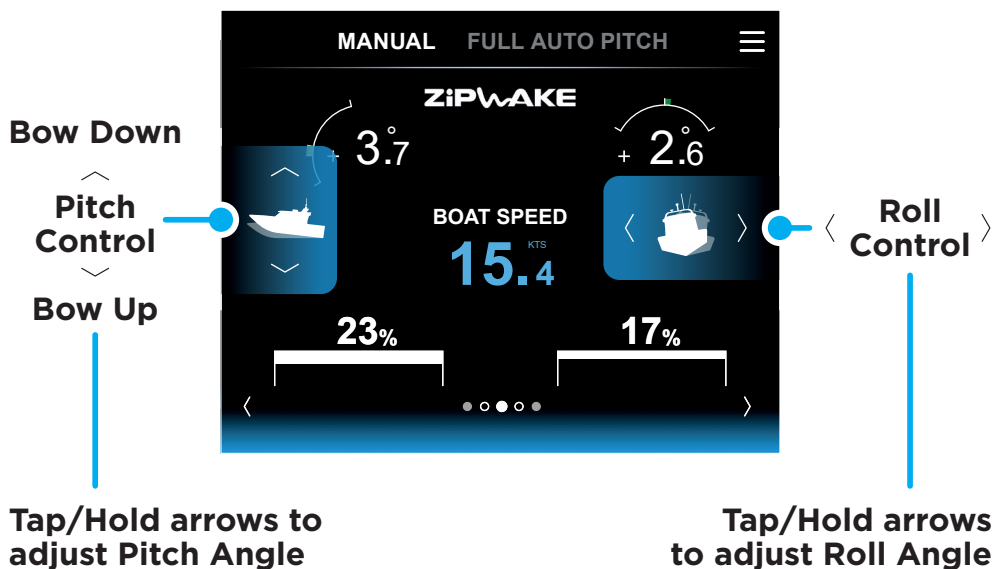 MANUAL FULL AUTO PITCH
ZiPWAKE
Bow Down
Pitch
Control
Bow Up
+ 3.7°
+ 2.6°
BOAT SPEED
15.4 KTS
Roll
Control
23%
17%
Tap/Hold arrows to
adjust Pitch Angle
Tap/Hold arrows
to adjust Roll Angle